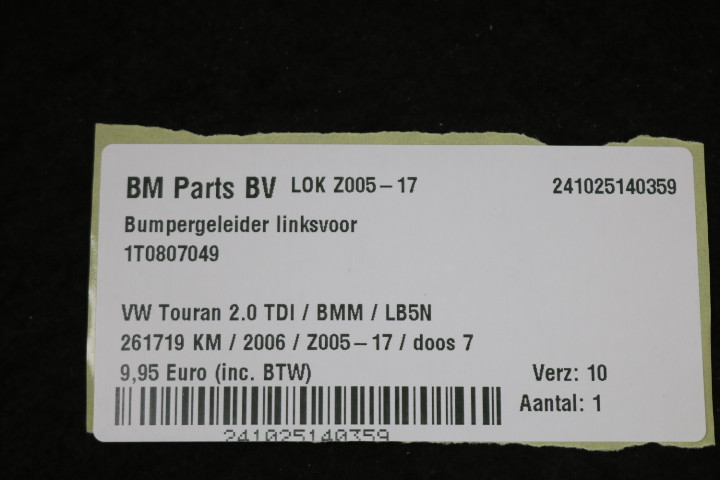 BM Parts BV LOK Z005-17 241025140359
Bumpergeleider linksvoor
1T0807049
VW Touran 2.0 TDI / BMM / LB5N
261719 KM / 2006 / Z005-17 / doos 7
9,95 Euro (inc. BTW) Verz: 10
Aantal: 1
241025140359